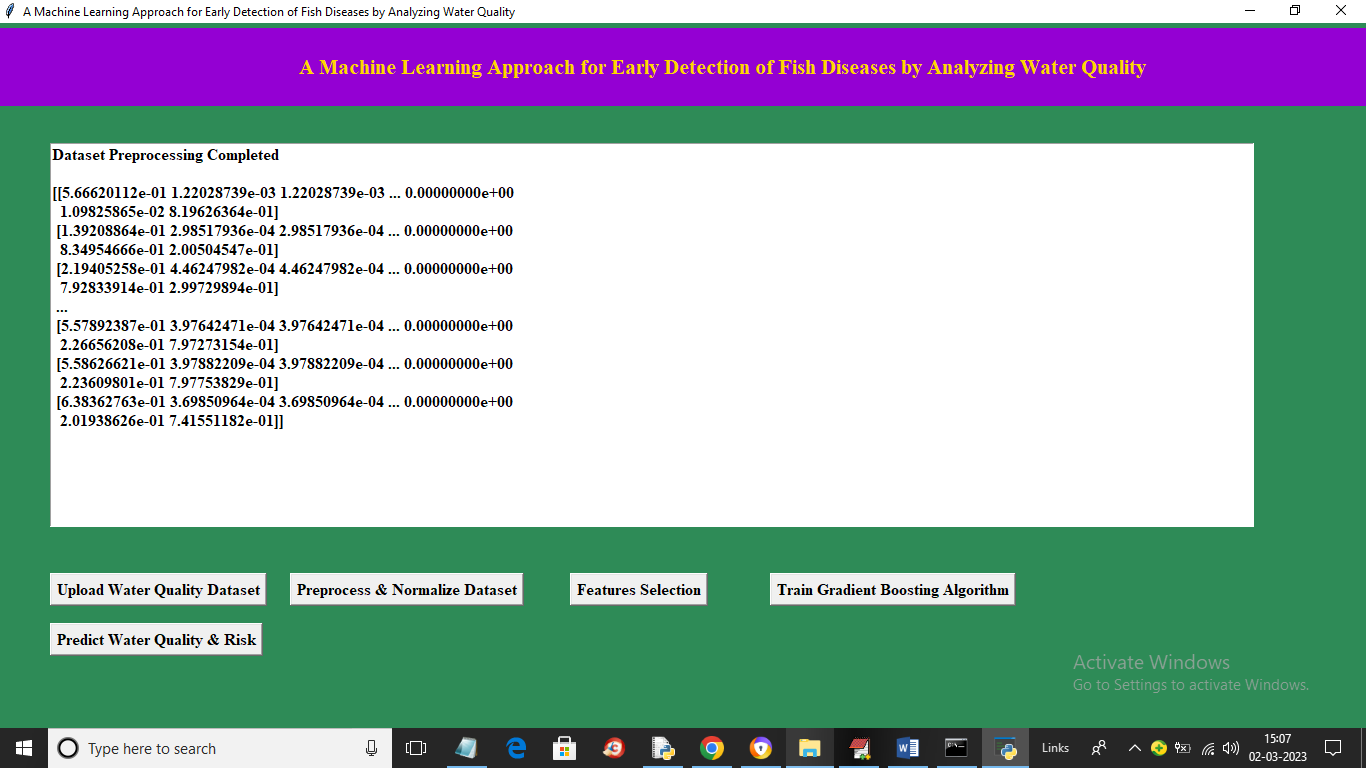 A Machine Learning Approach for Early Detection of Fish Diseases by Analyzing Water Quality
A Machine Learning Approach for Early Detection of Fish Diseases by Analyzing Water Quality
Dataset Preprocessing Completed
[[5.66620112e-01 1.22028739e-03 1.22028739e-03 ... 0.00000000e+00
1.09825865e-02 8.19626364e-01]
[1.39208864e-01 2.98517936e-04 2.98517936e-04 ... 0.00000000e+00
8.34954666e-01 2.00504547e-01]
[2.19405258e-01 4.46247982e-04 4.46247982e-04 ... 0.00000000e+00
7.92833914e-01 2.99729894e-01]
...
[5.57892387e-01 3.97642471e-04 3.97642471e-04 ... 0.00000000e+00
2.26656208e-01 7.97273154e-01]
[5.58626621e-01 3.97882209e-04 3.97882209e-04 ... 0.00000000e+00
2.23609801e-01 7.97753829e-01]
[6.38362763e-01 3.69850964e-04 3.69850964e-04 ... 0.00000000e+00
2.01938626e-01 7.41551182e-01]]
Upload Water Quality Dataset
Preprocess & Normalize Dataset
Features Selection
Train Gradient Boosting Algorithm
Predict Water Quality & Risk
Activate Windows
Go to Settings to activate Windows.
Type here to search
Links
15:07
02-03-2023